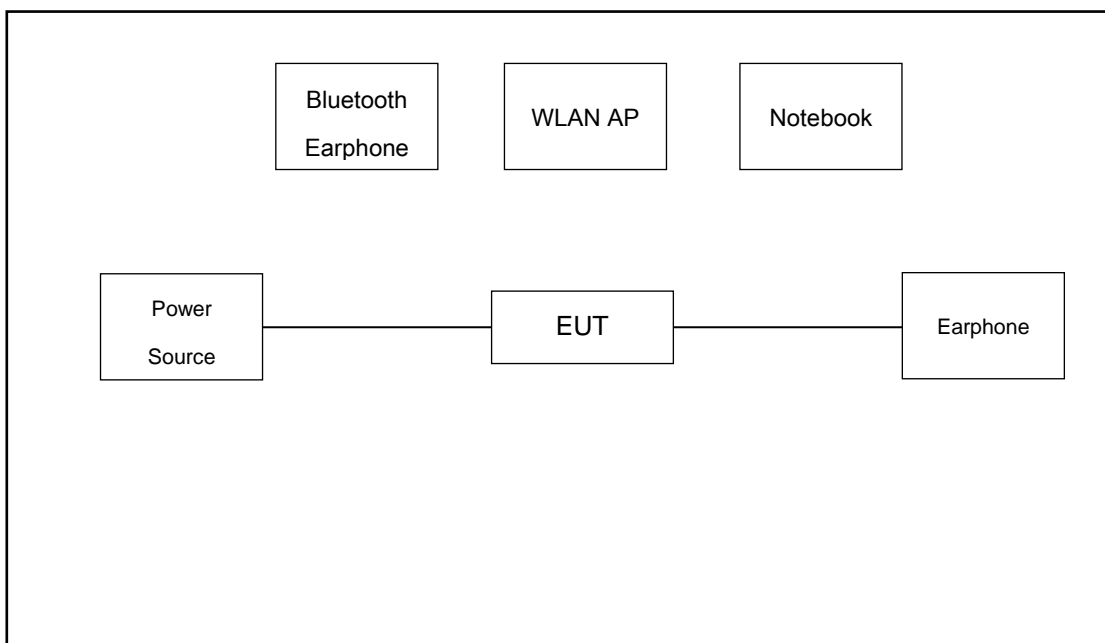 Bluetooth
Earphone
WLAN AP
Notebook
Power
Source
EUT
Earphone